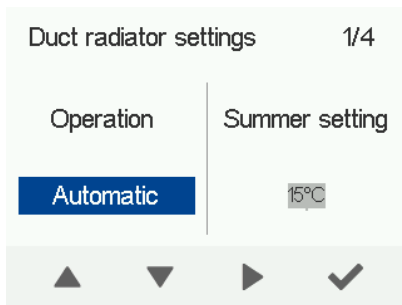 Duct radiator settings 1/4
Operation Summer setting
Automatic 15°C